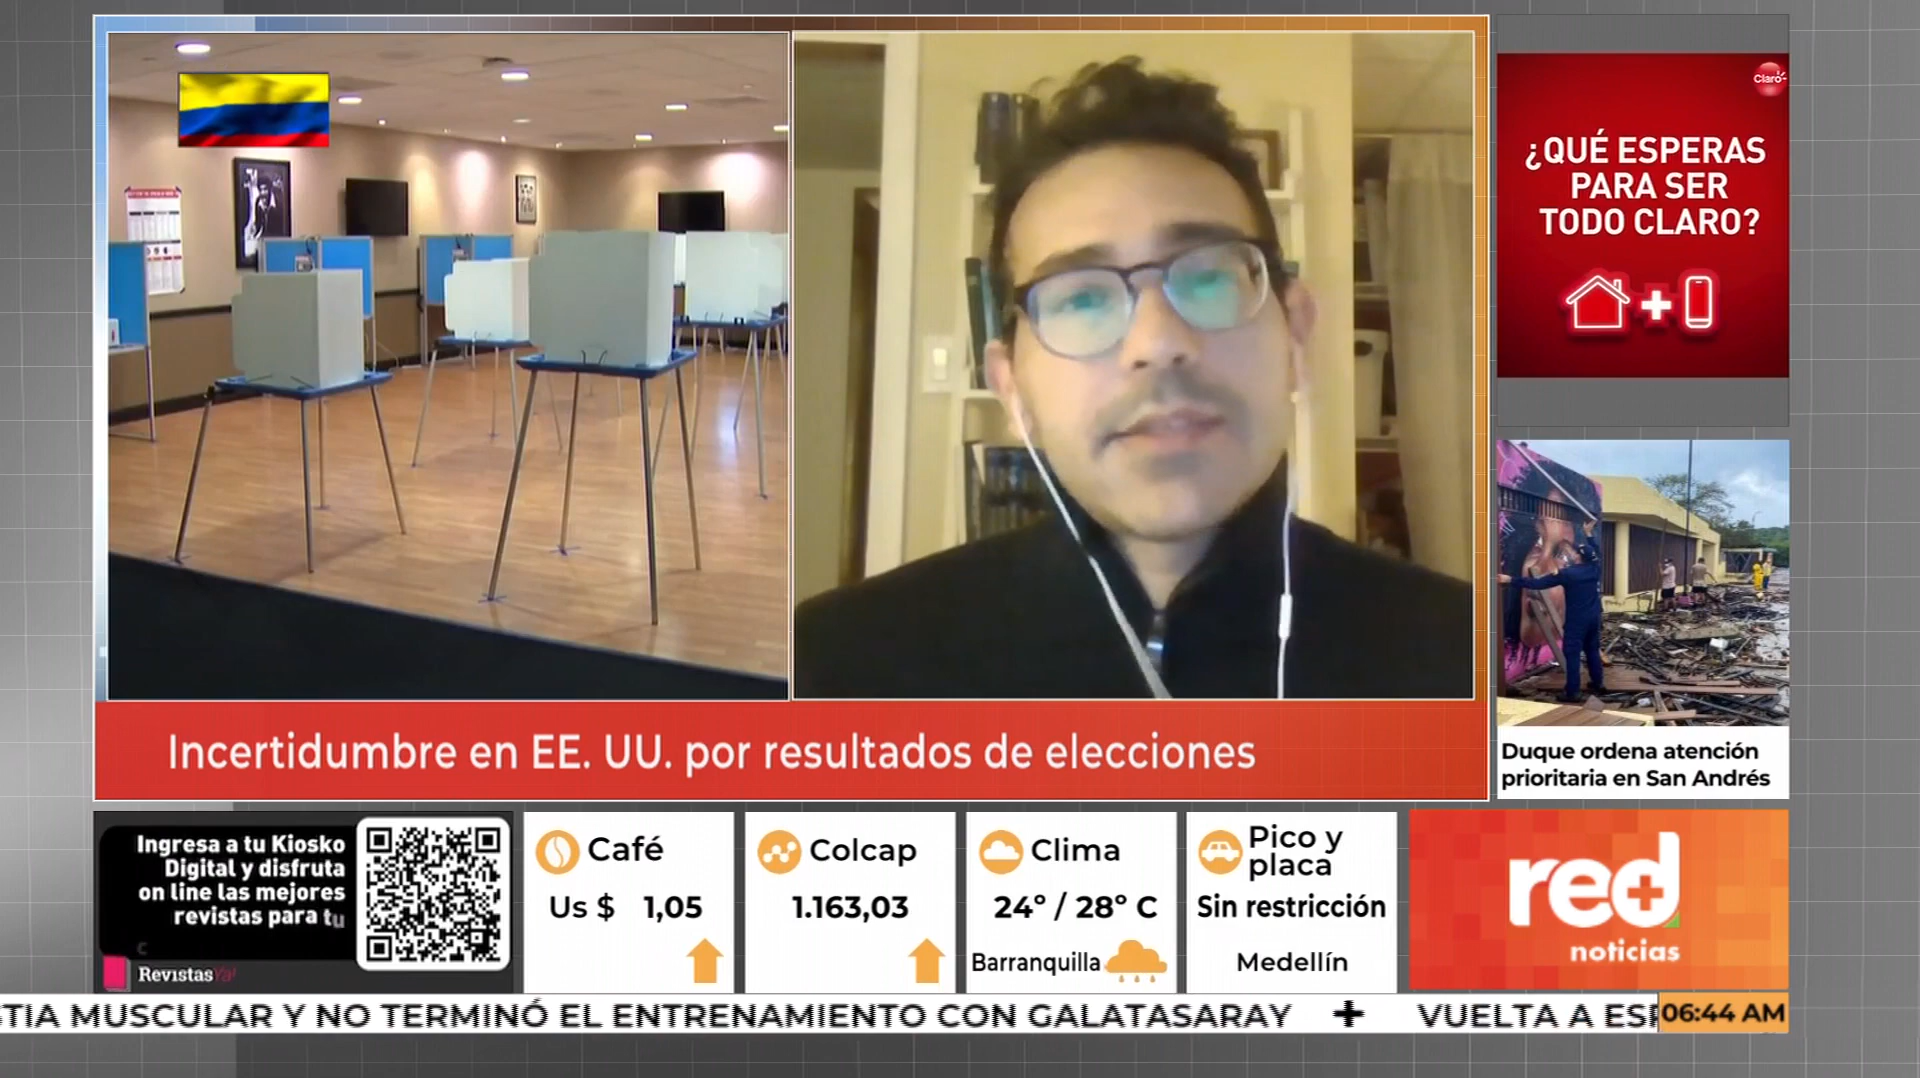 Claro
¿QUÉ ESPERAS
PARA SER
TODO CLARO?
Duque ordena atención
prioritaria en San Andrés
Incertidumbre en EE. UU. por resultados de elecciones
Ingresa a tu Kiosko
Digital y disfruta
on line las mejores
revistas para tu
RevistasYa!
Café
Us $ 1,05
Colcap
1.163,03
Clima
24º / 28º C
Barranquilla
Pico y
placa
Sin restricción
Medellín
red
noticias
STIA MUSCULAR Y NO TERMINÓ EL ENTRENAMIENTO CON GALATASARAY + VUELTA A ESP
06:44 AM